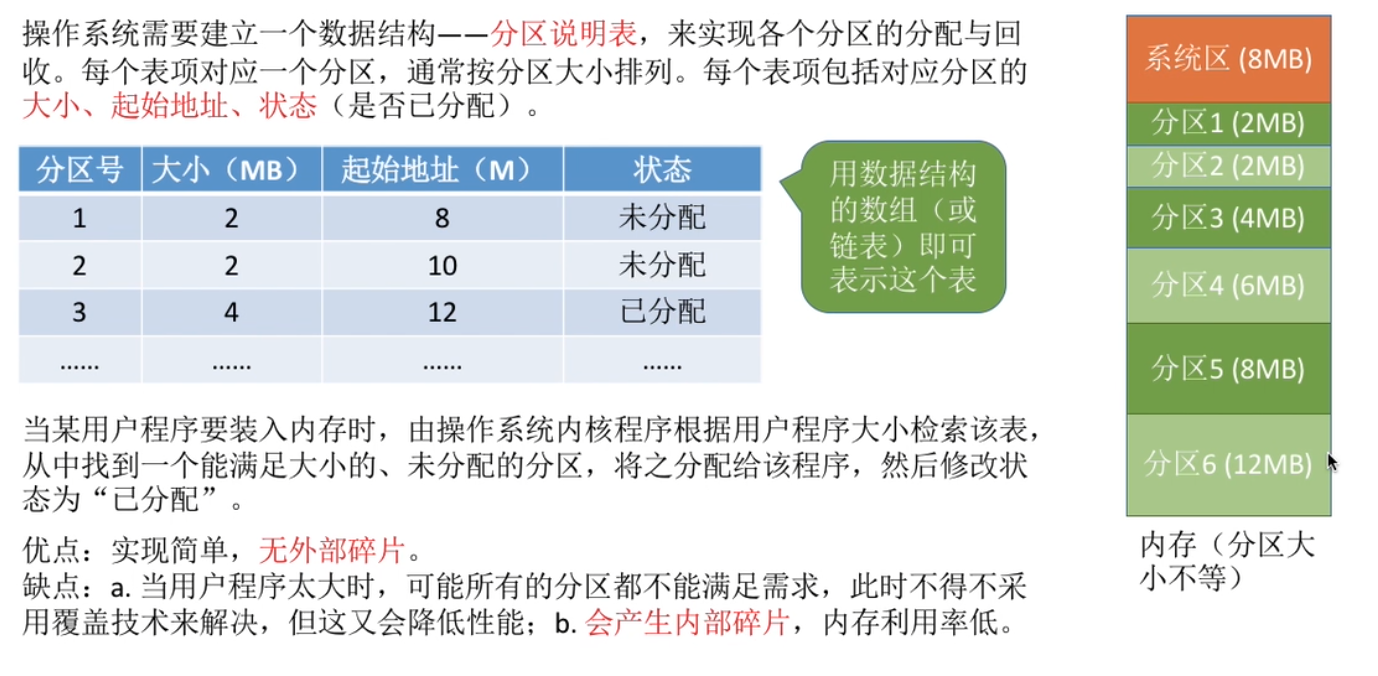 操作系统需要建立一个数据结构——分区说明表，来实现各个分区的分配与回
收。每个表项对应一个分区，通常按分区大小排列。每个表项包括对应分区的
大小、起始地址、状态（是否已分配）。
分区号 大小（MB） 起始地址（M） 状态
1 2 8 未分配
2 2 10 未分配
3 4 12 已分配
...... ...... ...... ......
用数据结构
的数组（或
链表）即可
表示这个表
当某用户程序要装入内存时，由操作系统内核程序根据用户程序大小检索该表，
从中找到一个能满足大小的、未分配的分区，将之分配给该程序，然后修改状
态为“已分配”。
优点：实现简单，无外部碎片。
缺点：a. 当用户程序太大时，可能所有的分区都不能满足需求，此时不得不采
用覆盖技术来解决，但这又会降低性能；b. 会产生内部碎片，内存利用率低。
系统区 (8MB)
分区1 (2MB)
分区2 (2MB)
分区3 (4MB)
分区4 (6MB)
分区5 (8MB)
分区6 (12MB)
内存（分区大
小不等）